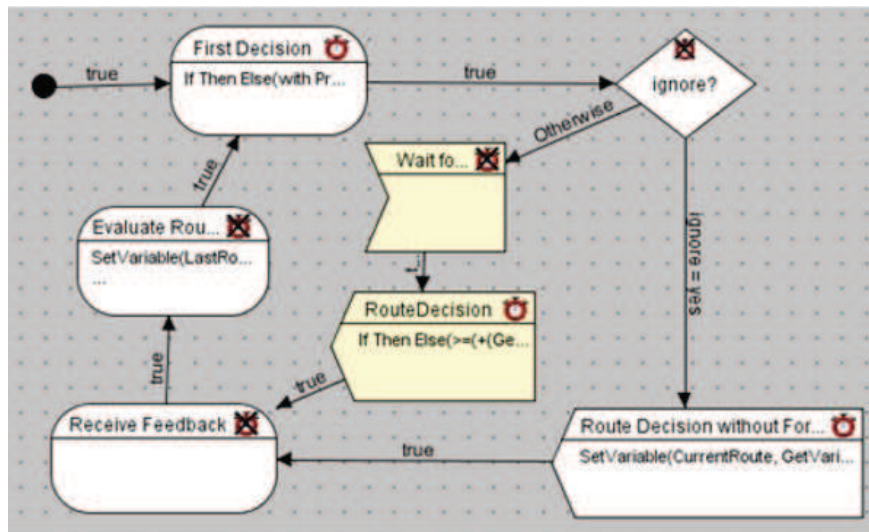 First Decision
If Then Else(with Pr...
true
true
ignore?
Otherwise
Wait fo...
true
Evaluate Rou...
SetVariable(LastRo...
...
t...
ignore = yes
RouteDecision
If Then Else(>=(+(Ge...
true
true
Receive Feedback
true
Route Decision without For...
SetVariable(CurrentRoute, GetVari...